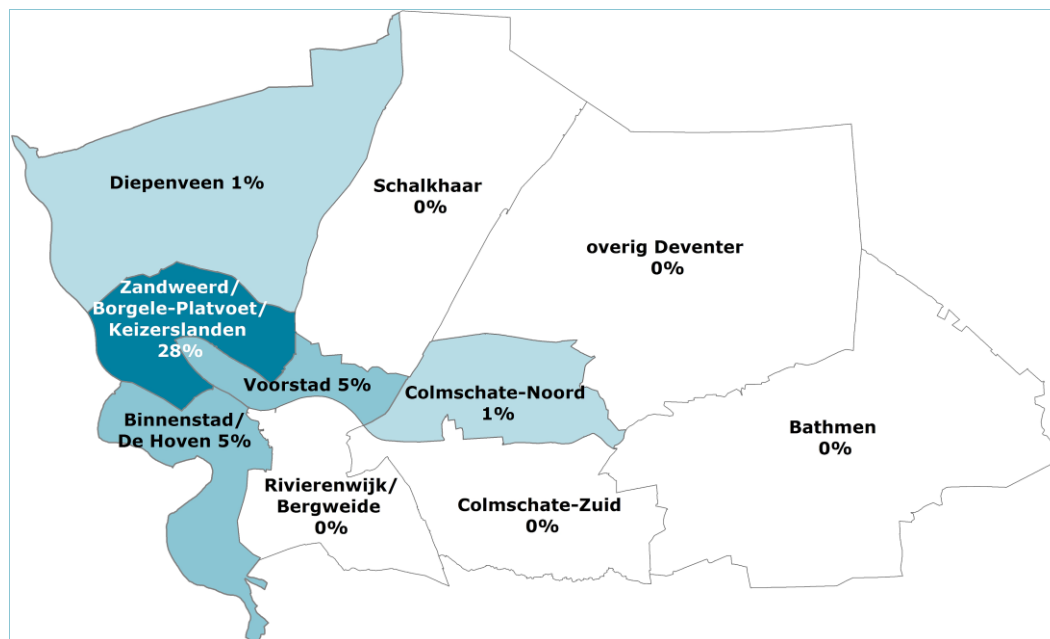 Diepenveen 1%
Schalkhaar
0%
overig Deventer
0%
Zandweerd/
Borgele-Platvoet/
Keizerslanden
28%
Voorstad 5%
Colmschate-Noord
1%
Binnenstad/
De Hoven 5%
Bathmen
0%
Rivierenwijk/
Bergweide
0%
Colmschate-Zuid
0%